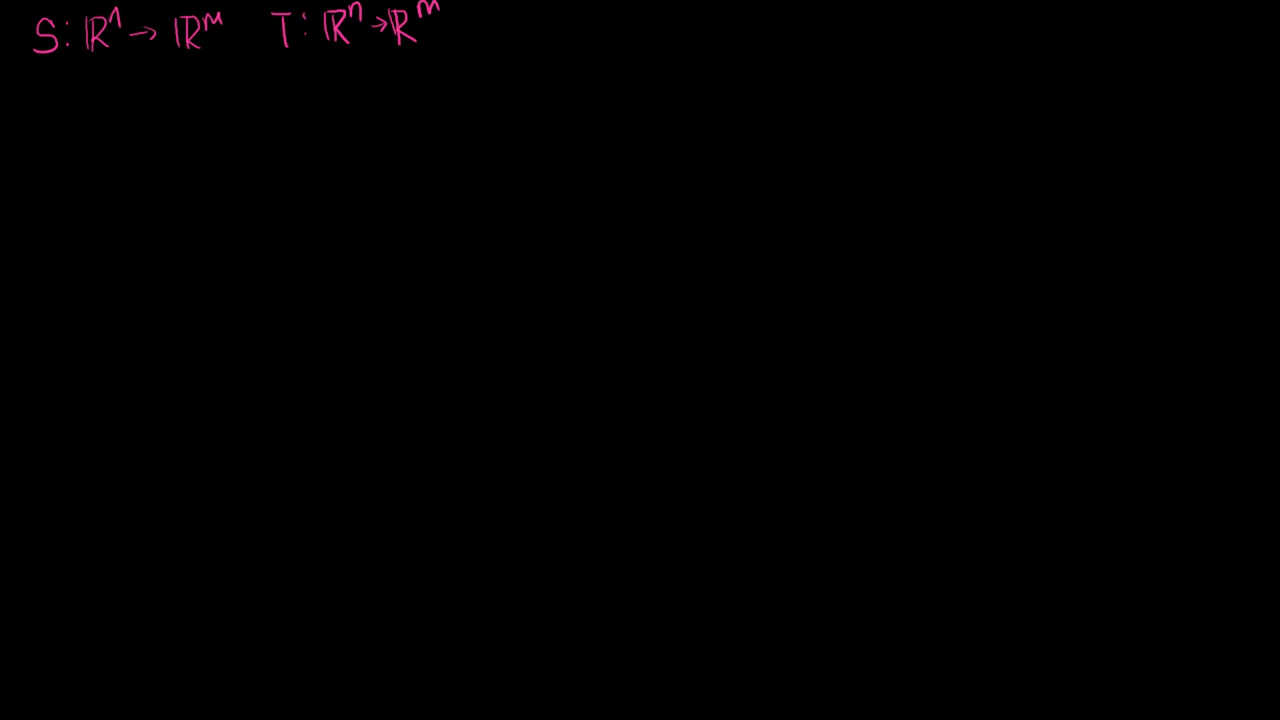 S: ℝⁿ → ℝᵐ T: ℝⁿ → ℝᵐ